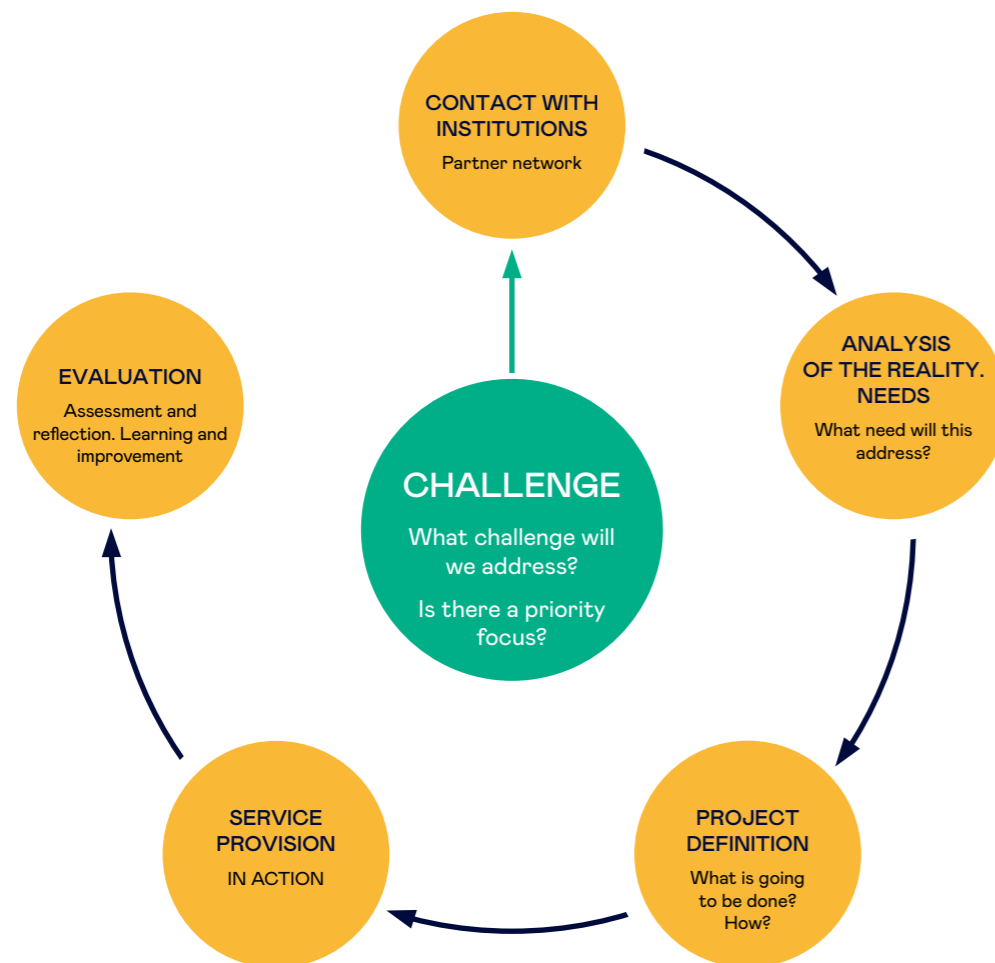 CONTACT WITH
INSTITUTIONS
Partner network
ANALYSIS
OF THE REALITY.
NEEDS
What need will this
address?
EVALUATION
Assessment and
reflection. Learning and
improvement
CHALLENGE
What challenge will
we address?
Is there a priority
focus?
SERVICE
PROVISION
IN ACTION
PROJECT
DEFINITION
What is going
to be done?
How?